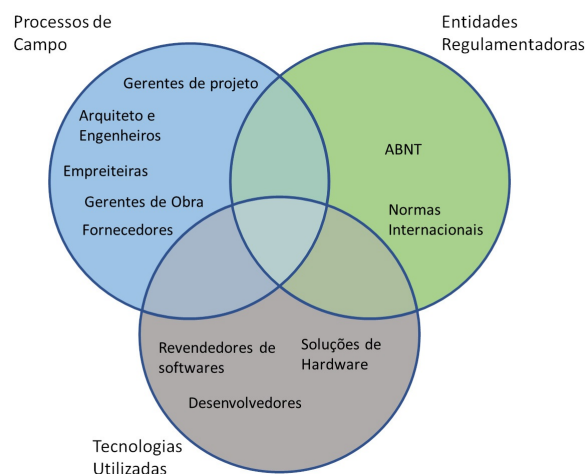 Processos de
Campo
Entidades
Regulamentadoras
Gerentes de projeto
Arquiteto e
Engenheiros
Empreiteiras
Gerentes de Obra
Fornecedores
ABNT
Normas
Internacionais
Revendedores de
softwares
Soluções de
Hardware
Desenvolvedores
Tecnologias
Utilizadas